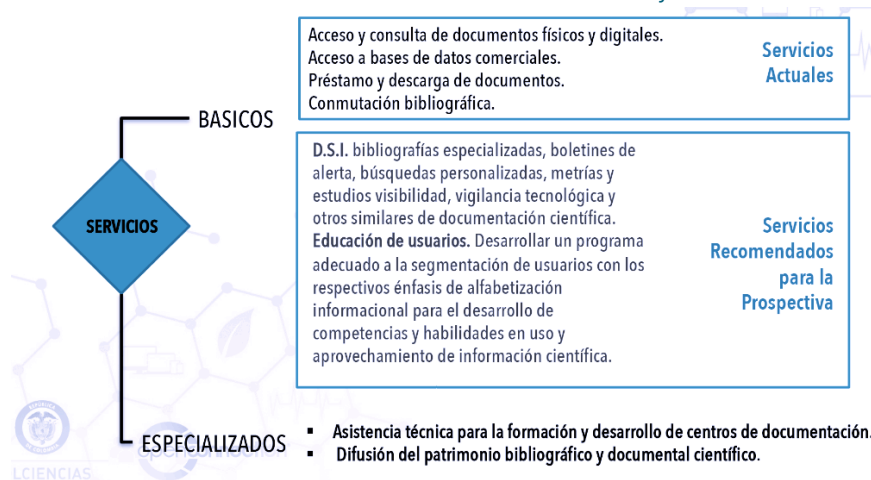 Acceso y consulta de documentos físicos y digitales.
Acceso a bases de datos comerciales.
Préstamo y descarga de documentos.
Conmutación bibliográfica.
Servicios
Actuales
BASICOS
D.S.I. bibliografías especializadas, boletines de
alerta, búsquedas personalizadas, metrías y
estudios visibilidad, vigilancia tecnológica y
otros similares de documentación científica.
Educación de usuarios. Desarrollar un programa
adecuado a la segmentación de usuarios con los
respectivos énfasis de alfabetización
informacional para el desarrollo de
competencias y habilidades en uso y
aprovechamiento de información científica.
Servicios
Recomendados
para la
Prospectiva
SERVICIOS
ESPECIALIZADOS
▪ Asistencia técnica para la formación y desarrollo de centros de documentación.
▪ Difusión del patrimonio bibliográfico y documental científico.
LCIENCIAS